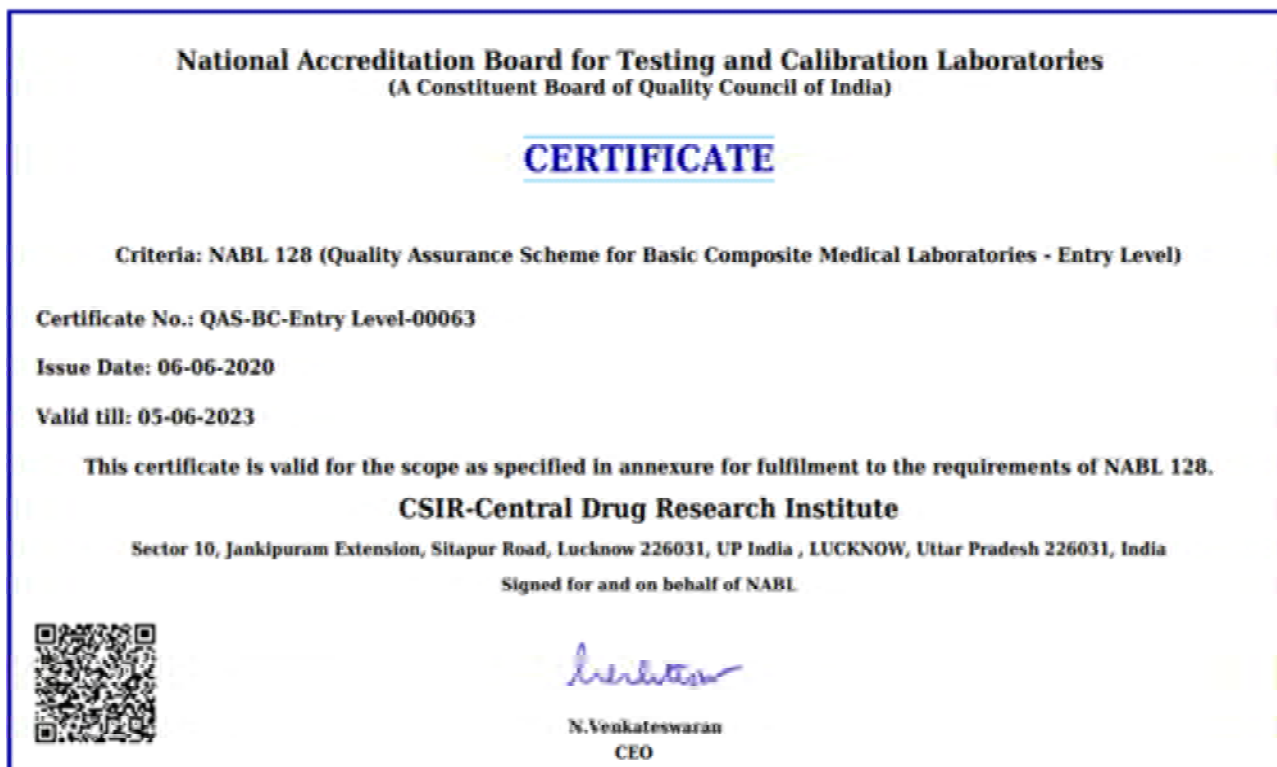 National Accreditation Board for Testing and Calibration Laboratories
(A Constituent Board of Quality Council of India)
CERTIFICATE
Criteria: NABL 128 (Quality Assurance Scheme for Basic Composite Medical Laboratories - Entry Level)
Certificate No.: QAS-BC-Entry Level-00063
Issue Date: 06-06-2020
Valid till: 05-06-2023
This certificate is valid for the scope as specified in annexure for fulfilment to the requirements of NABL 128.
CSIR-Central Drug Research Institute
Sector 10, Jankipuram Extension, Sitapur Road, Lucknow 226031, UP India , LUCKNOW, Uttar Pradesh 226031, India
Signed for and on behalf of NABL
N.Venkateswaran
CEO